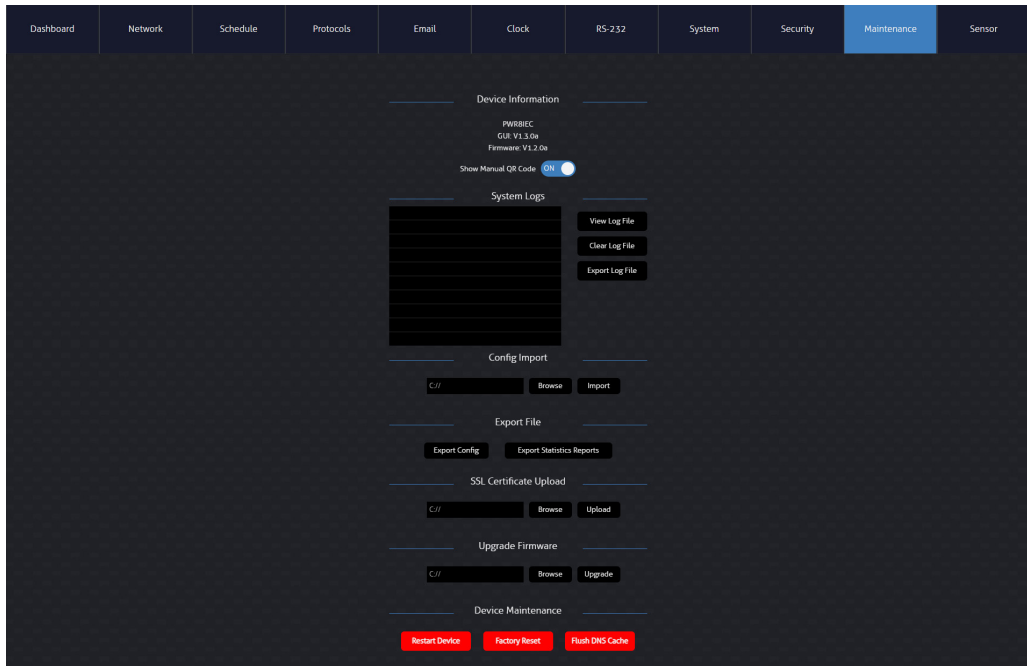 Dashboard Network Schedule Protocols Email Clock RS-232 System Security Maintenance Sensor
Device Information
PWR8IEC
GUI: V1.3.0a
Firmware: V1.2.0a
Show Manual QR Code ON
System Logs
View Log File
Clear Log File
Export Log File
Config Import
C:// Browse Import
Export File
Export Config Export Statistics Reports
SSL Certificate Upload
C:// Browse Upload
Upgrade Firmware
C:// Browse Upgrade
Device Maintenance
Restart Device Factory Reset Flush DNS Cache